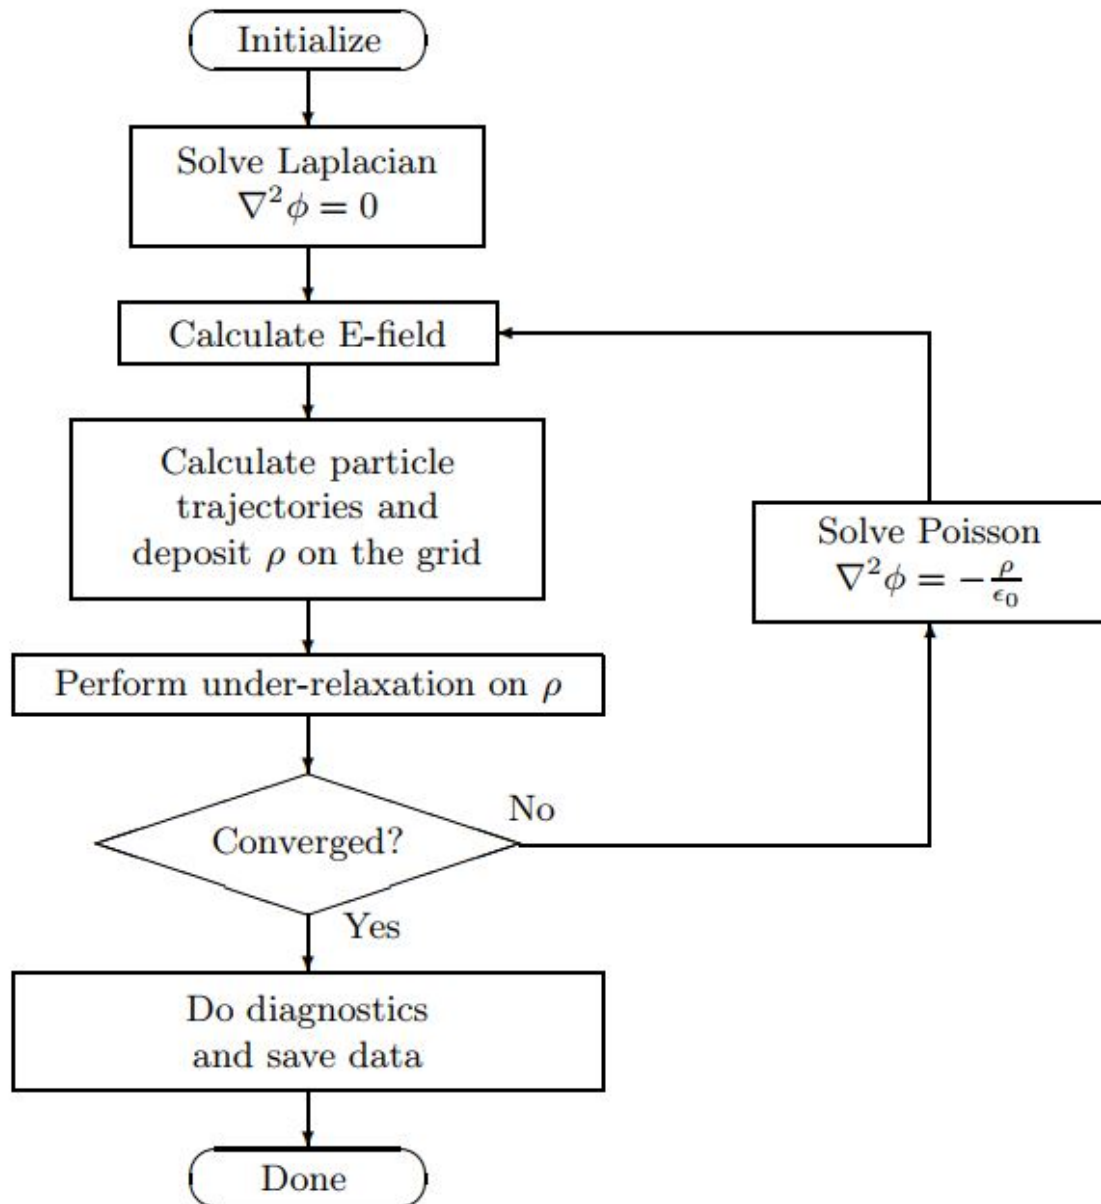 Initialize
Solve Laplacian
∇²ϕ = 0
Calculate E-field
Calculate particle
trajectories and
deposit ρ on the grid
Solve Poisson
∇²ϕ = −ρ/ϵ₀
Perform under-relaxation on ρ
No
Converged?
Yes
Do diagnostics
and save data
Done